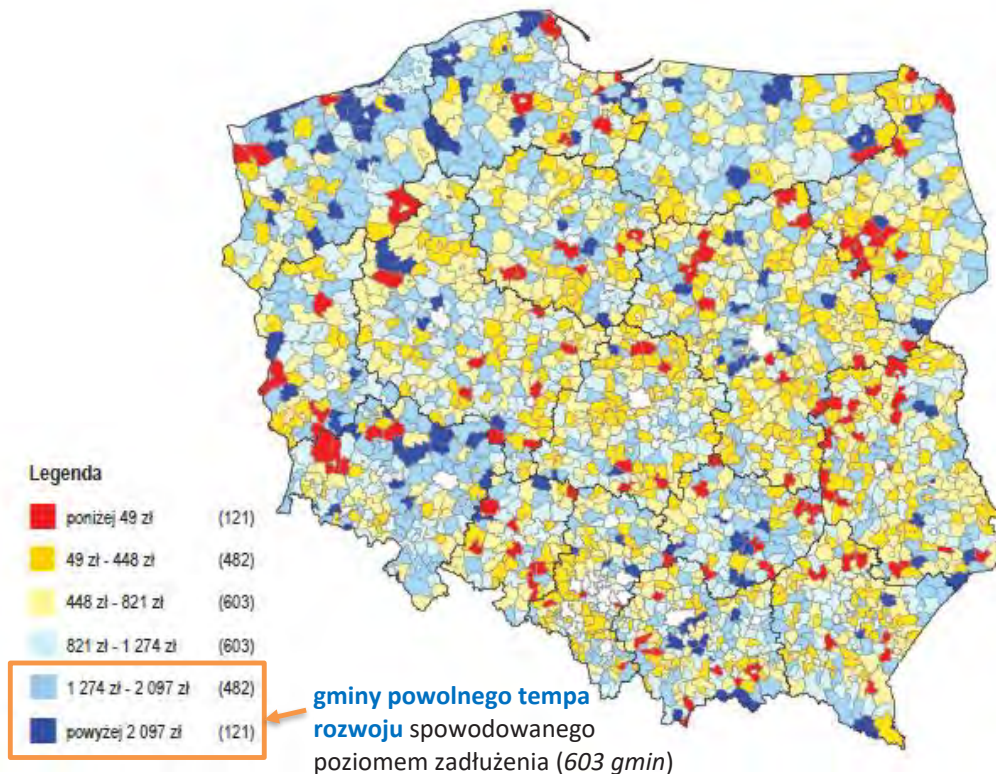 Legenda
poniżej 49 zł (121)
49 zł - 448 zł (482)
448 zł - 821 zł (603)
821 zł - 1 274 zł (603)
1 274 zł - 2 097 zł (482)
powyżej 2 097 zł (121)
gminy powolnego tempa
rozwoju spowodowanego
poziomem zadłużenia (603 gmin)